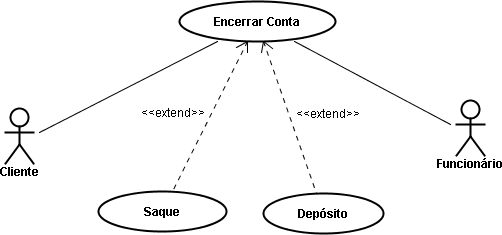 Encerrar Conta
<<extend>>
<<extend>>
Cliente
Funcionário
Saque
Depósito